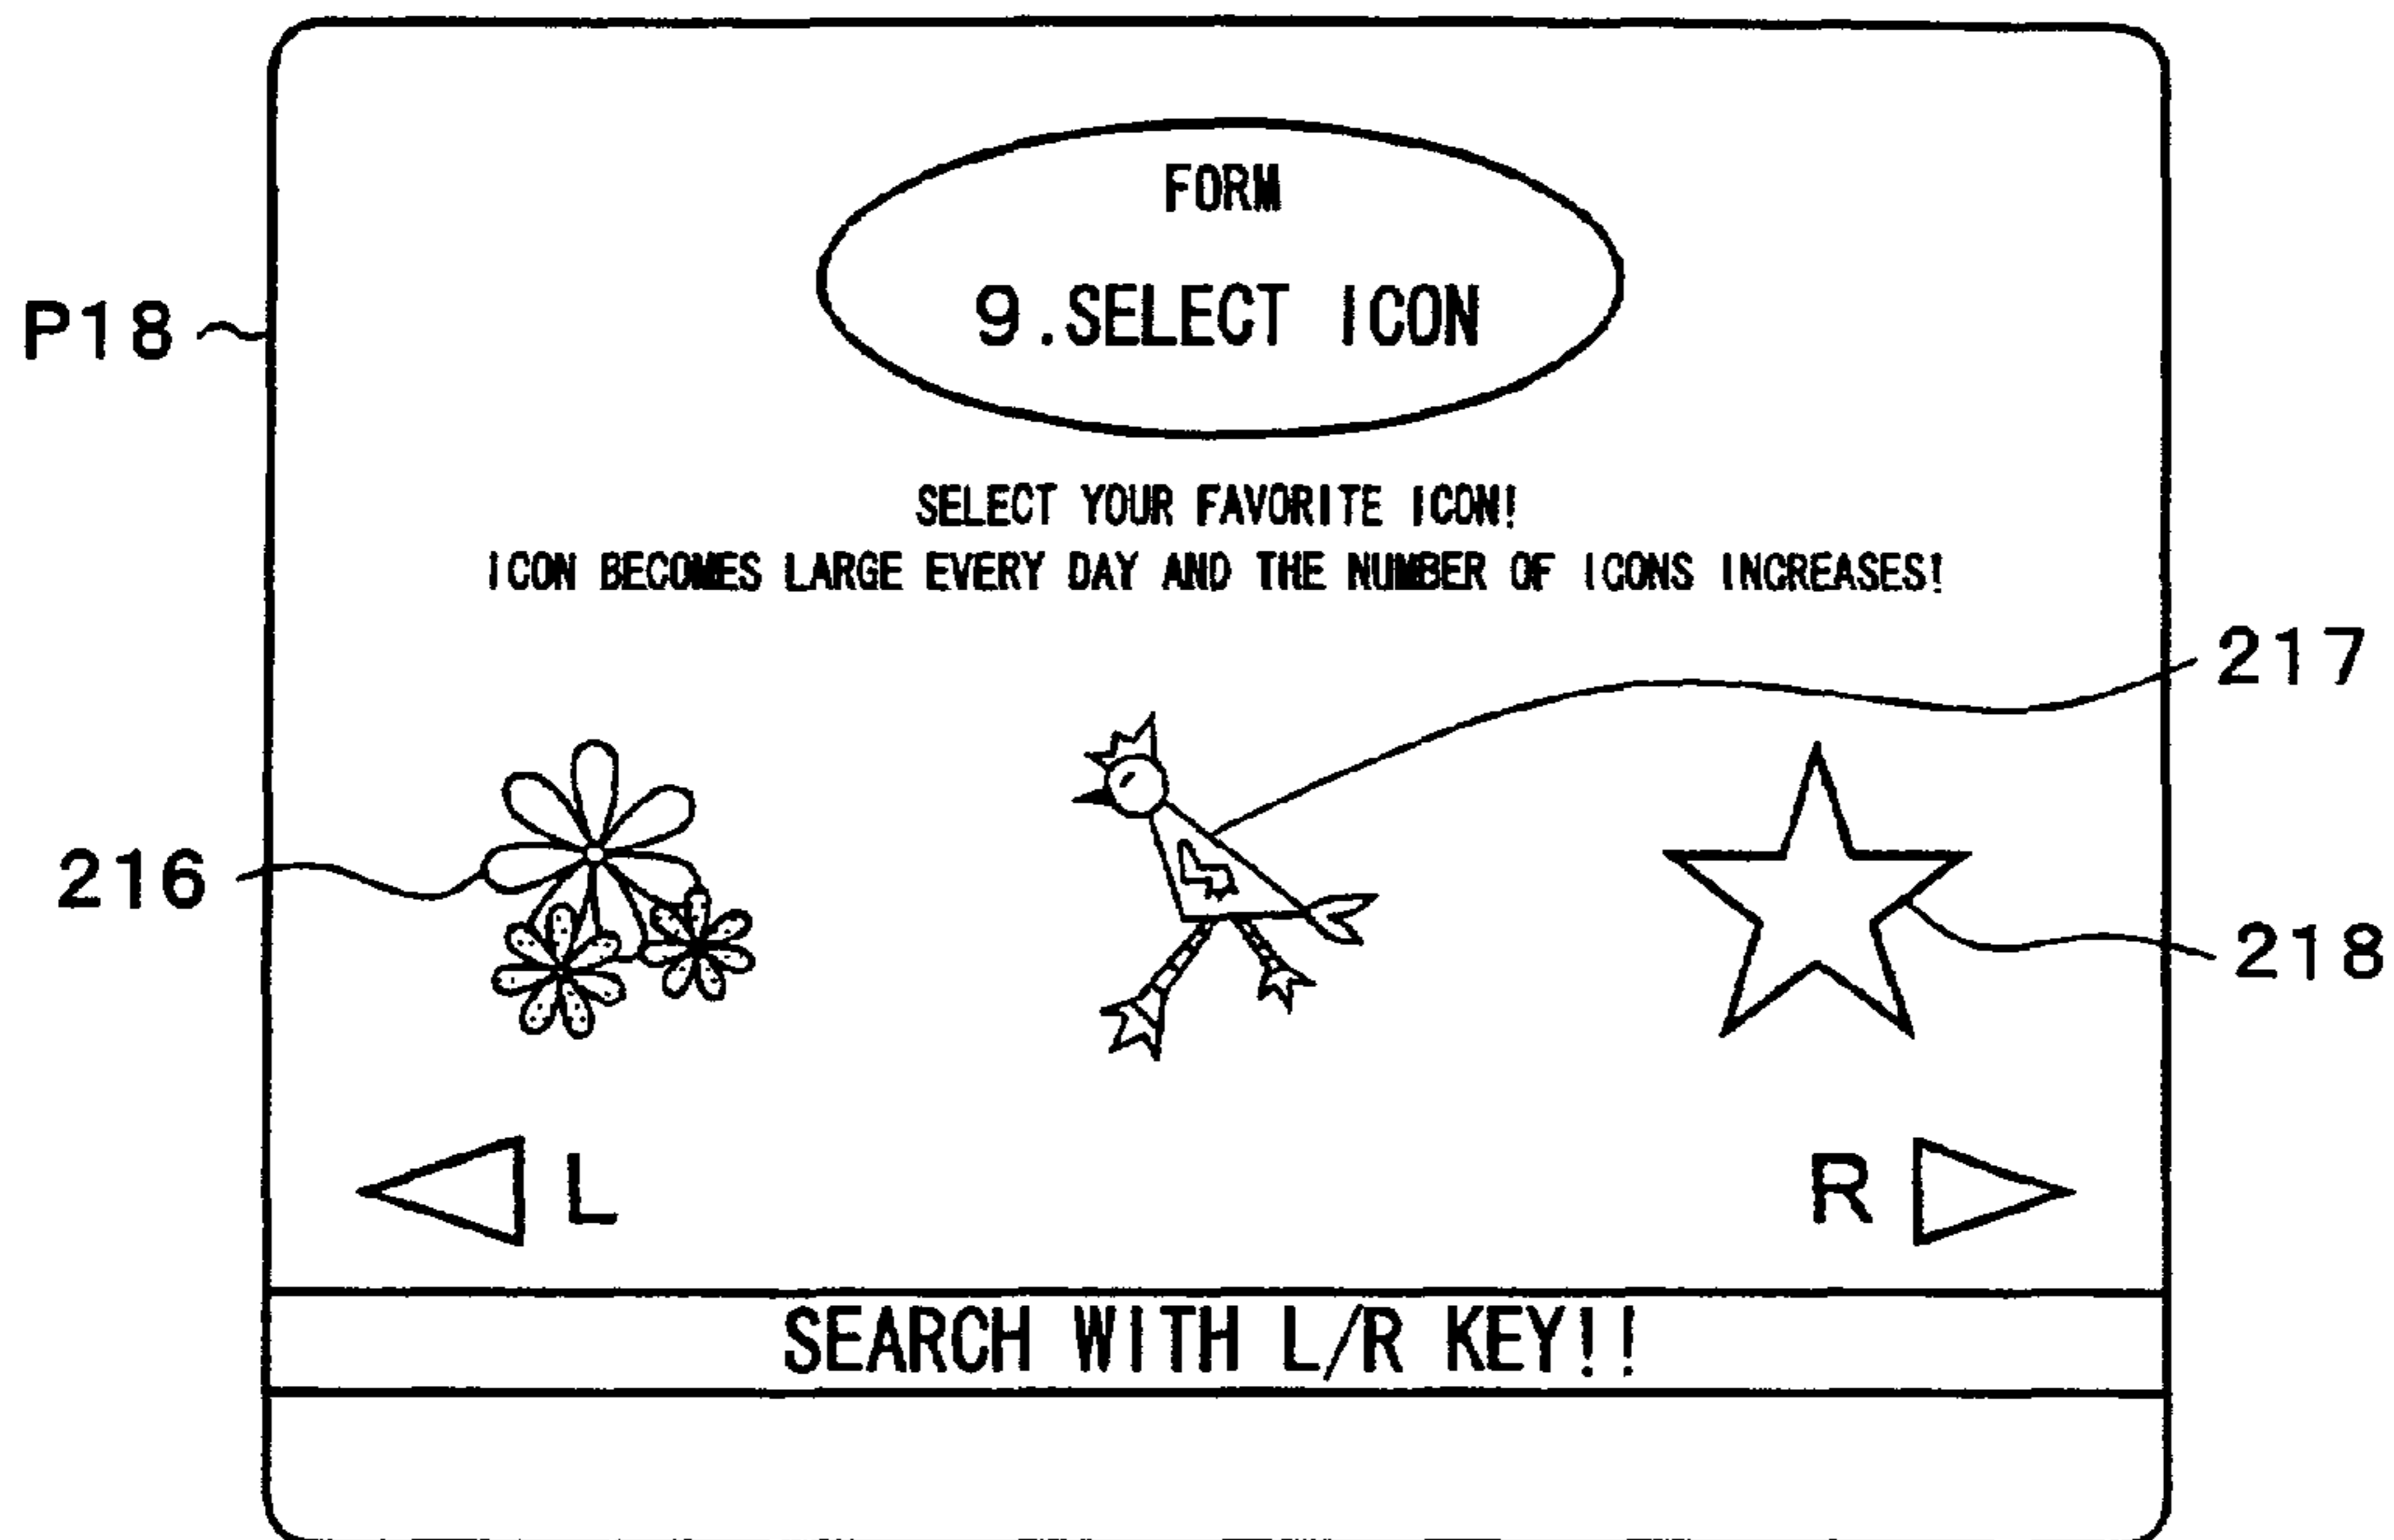 FORM
9.SELECT ICON
P18
SELECT YOUR FAVORITE ICON!
ICON BECOMES LARGE EVERY DAY AND THE NUMBER OF ICONS INCREASES!
217
216
218
L
R
SEARCH WITH L/R KEY!!